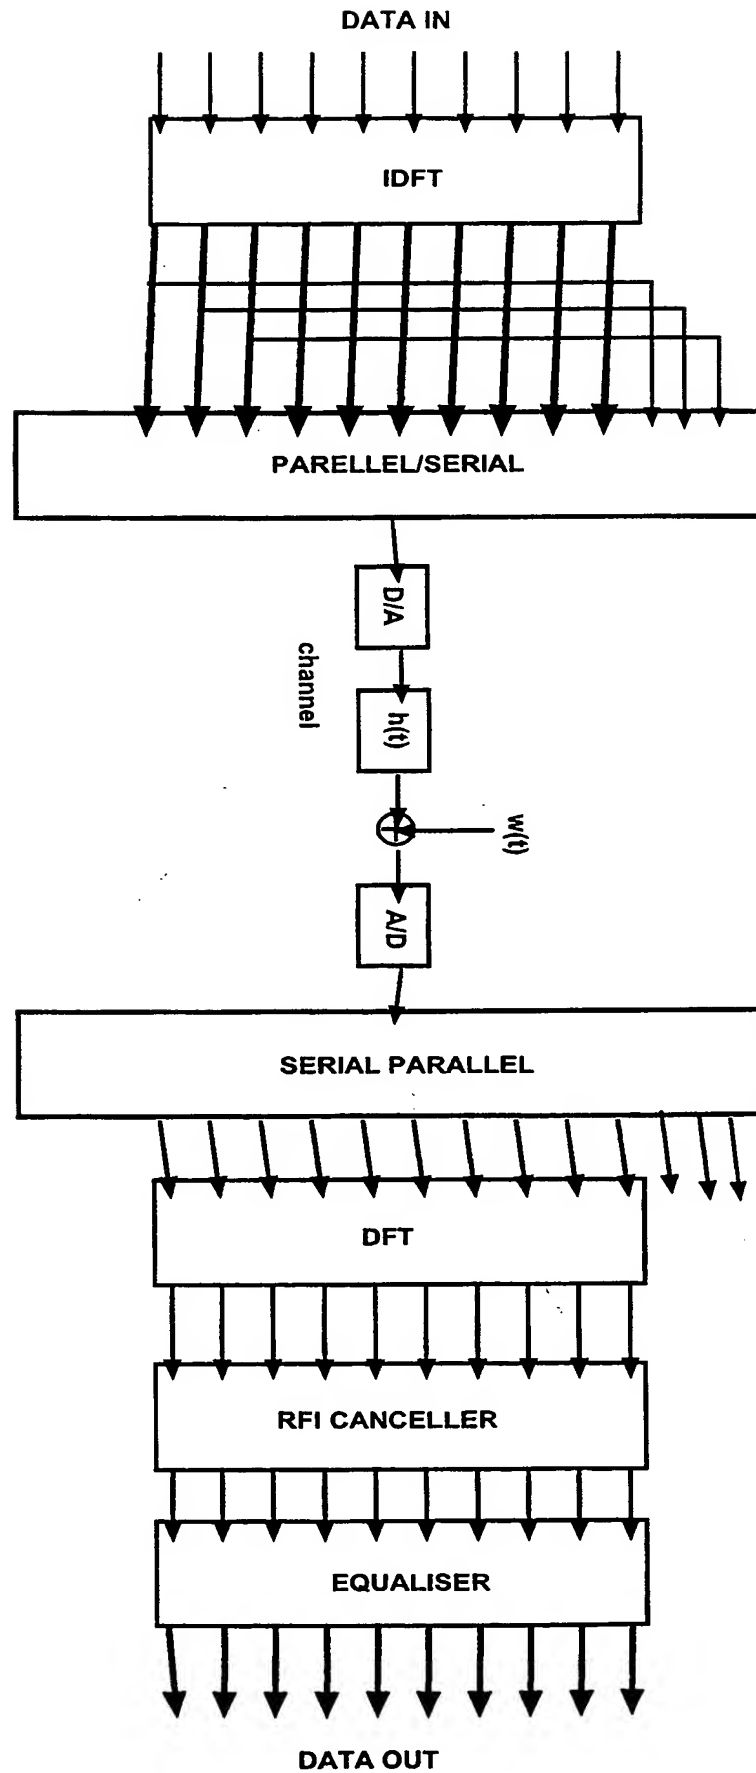 DATA IN
IDFT
PARELLEL/SERIAL
D/A
channel
h(t)
w(t)
A/D
SERIAL PARALLEL
DFT
RFI CANCELLER
EQUALISER
DATA OUT